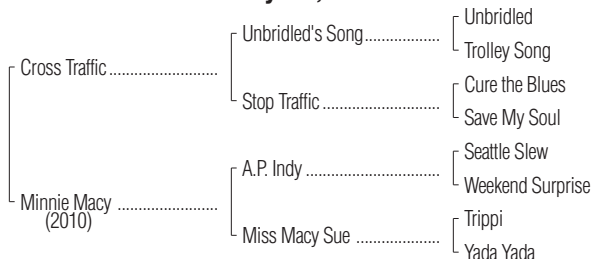 Unbridled
Unbridled's Song
Trolley Song
Cross Traffic
Cure the Blues
Stop Traffic
Save My Soul
Seattle Slew
A.P. Indy
Weekend Surprise
Minnie Macy
(2010)
Trippi
Miss Macy Sue
Yada Yada